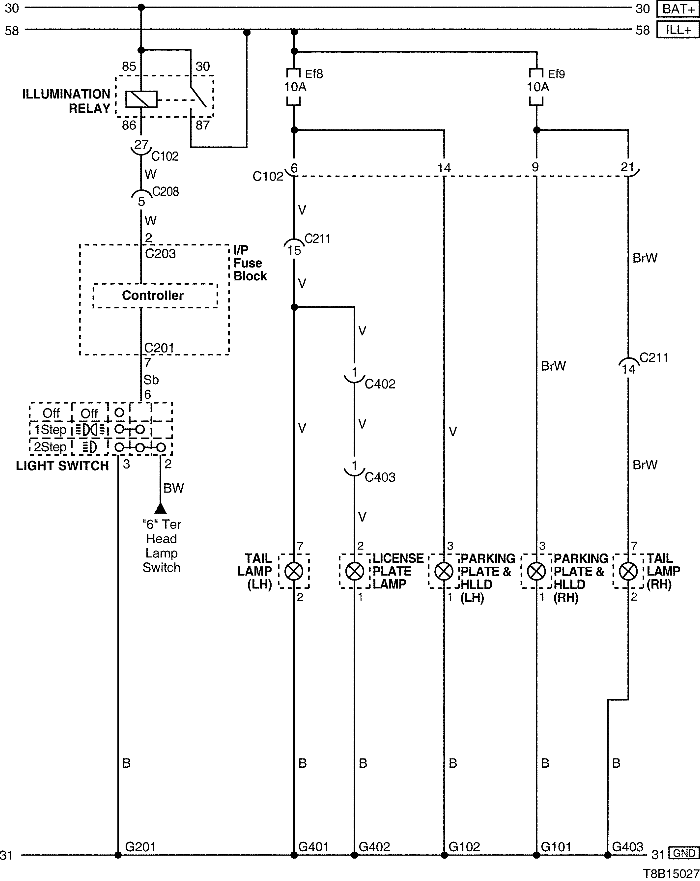 30
30 BAT+
58
58 ILL+
85
30
ILLUMINATION
RELAY
86
87
Ef8
10A
Ef9
10A
27
C102
W
C208
5
W
2
C203
I/P
Fuse
Block
Controller
C201
7
Sb
6
Off
Off
1Step
2Step
LIGHT SWITCH
3
2
BW
"6" Ter
Head
Lamp
Switch
C102
6
14
9
21
V
C211
15
V
V
1
C402
V
V
1
C403
V
V
BrW
BrW
C211
14
BrW
7
TAIL
LAMP
(LH)
2
2
LICENSE
PLATE
LAMP
1
3
PARKING
PLATE &
HLLD
(LH)
1
3
PARKING
PLATE &
HLLD
(RH)
1
7
TAIL
LAMP
(RH)
2
B
B
B
B
B
B
31
G201
G401
G402
G102
G101
G403
31 GND
T8B15027